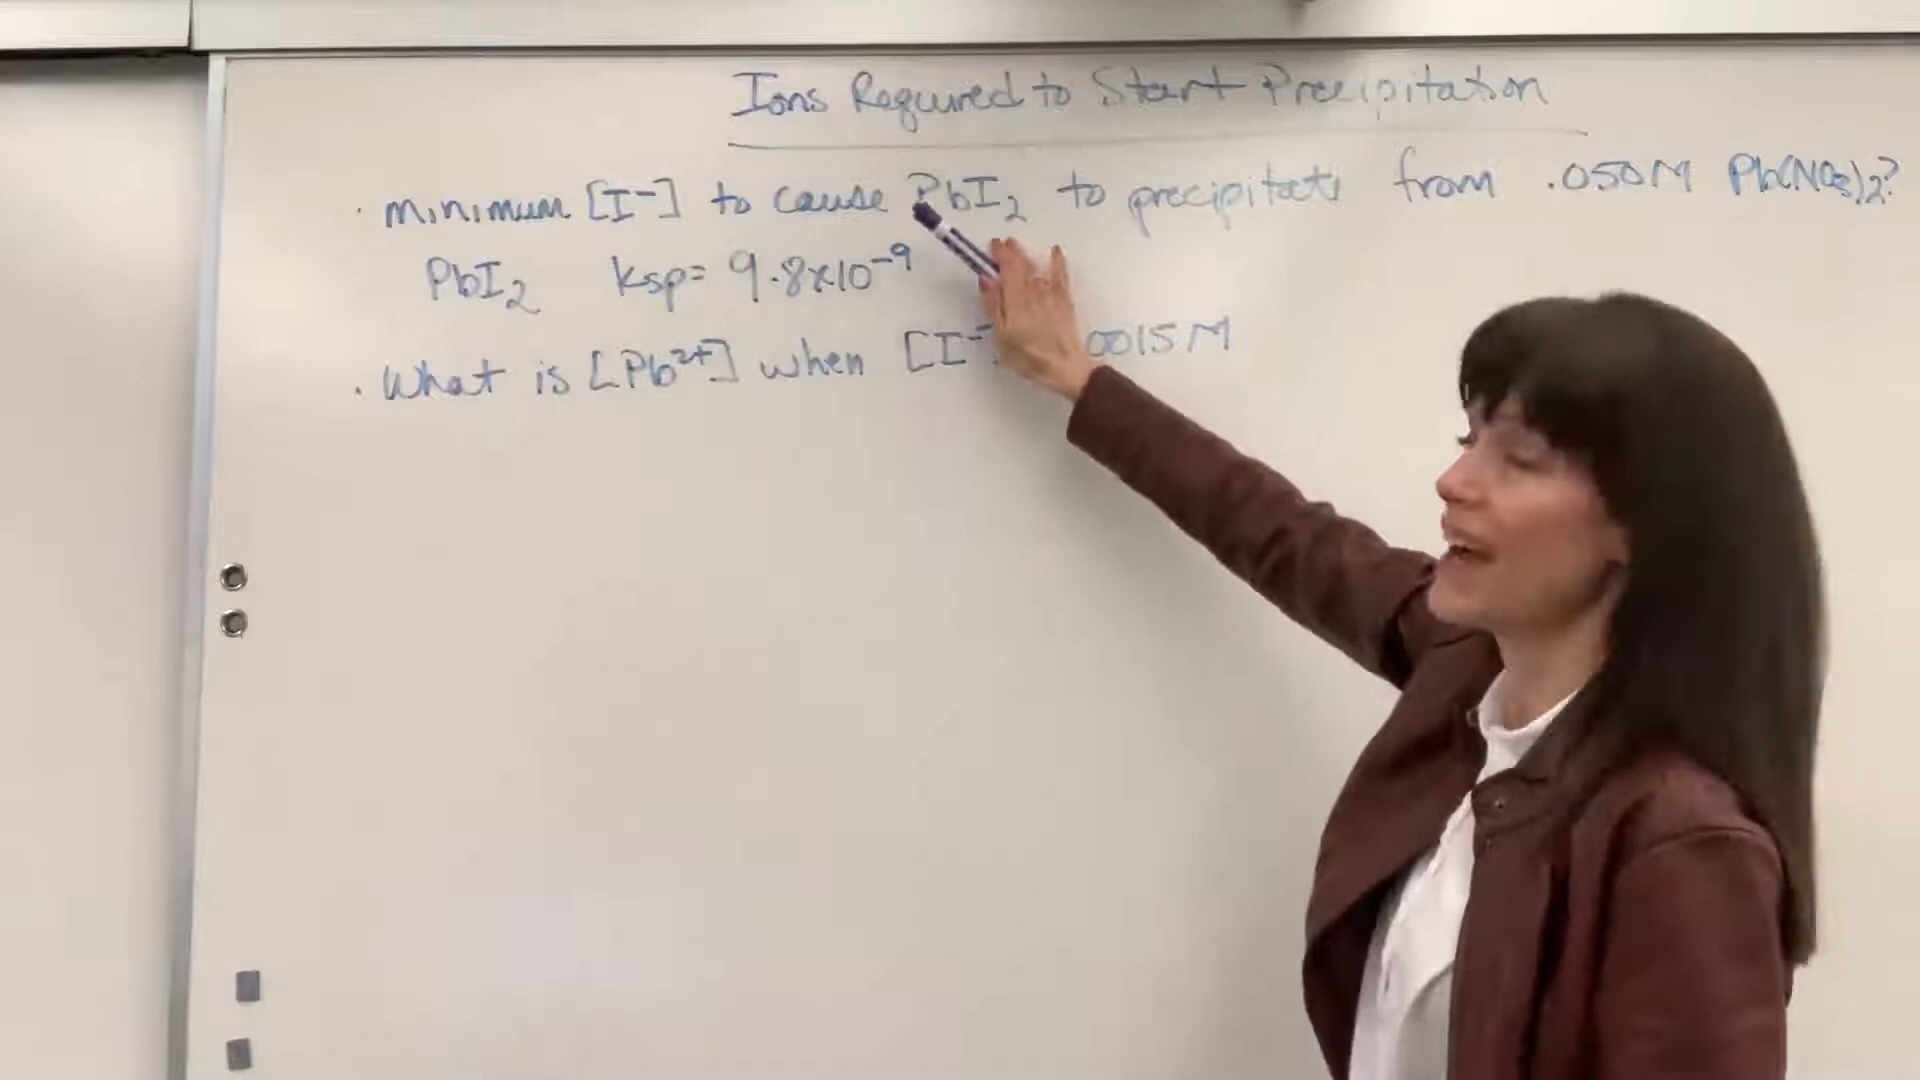 Ions Required to Start Precipitation
· minimum [I⁻] to cause PbI₂ to precipitate from .050M Pb(NO₃)₂?
PbI₂ ksp= 9.8x10⁻⁹
· What is [Pb²⁺] when [I⁻] 0015 M